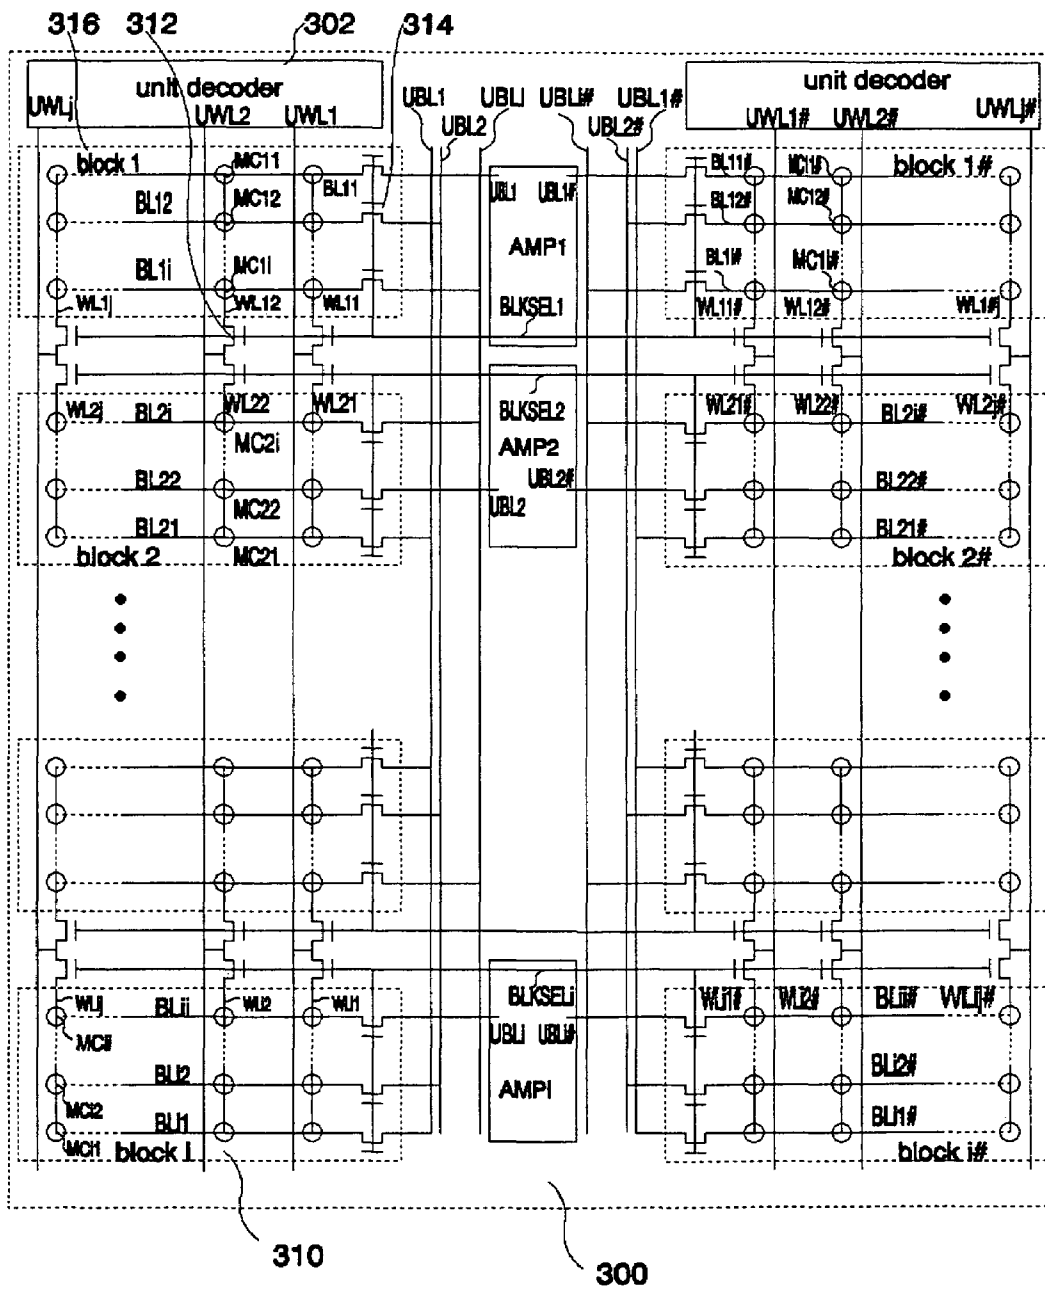 316 312 302 314
unit decoder
UWLj
UWL2 UWL1
UBL1
UBL2
UBLi
UBLi#
UBL2#
UBL1#
unit decoder
UWL1# UWL2#
UWLj#
block 1
MC11
BL11
UBL1 UBL1#
BL11#
MC11#
block 1#
BL12
MC12
BL12#
MC12#
AMP1
BL1i
MC1i
BL1i#
MC1i#
WL1j
WL12
WL11
BLKSEL1
WL11#
WL12#
WL1#j
WL2j
BL2i
WL22
WL21
BLKSEL2
WL21#
WL22#
BL2i#
WL2j#
MC2i
AMP2
BL22
UBL2#
BL22#
MC22
UBL2
BL21
BL21#
block 2
MC21
block 2#
WLij
BLii
WLi2
WLi1
BLKSELi
WLi1#
WLi2#
BLii#
WLij#
MCii
UBLi UBLi#
BLi2
BLi2#
MCi2
AMPi
BLi1
BLi1#
MCi1
block i
block i#
310
300